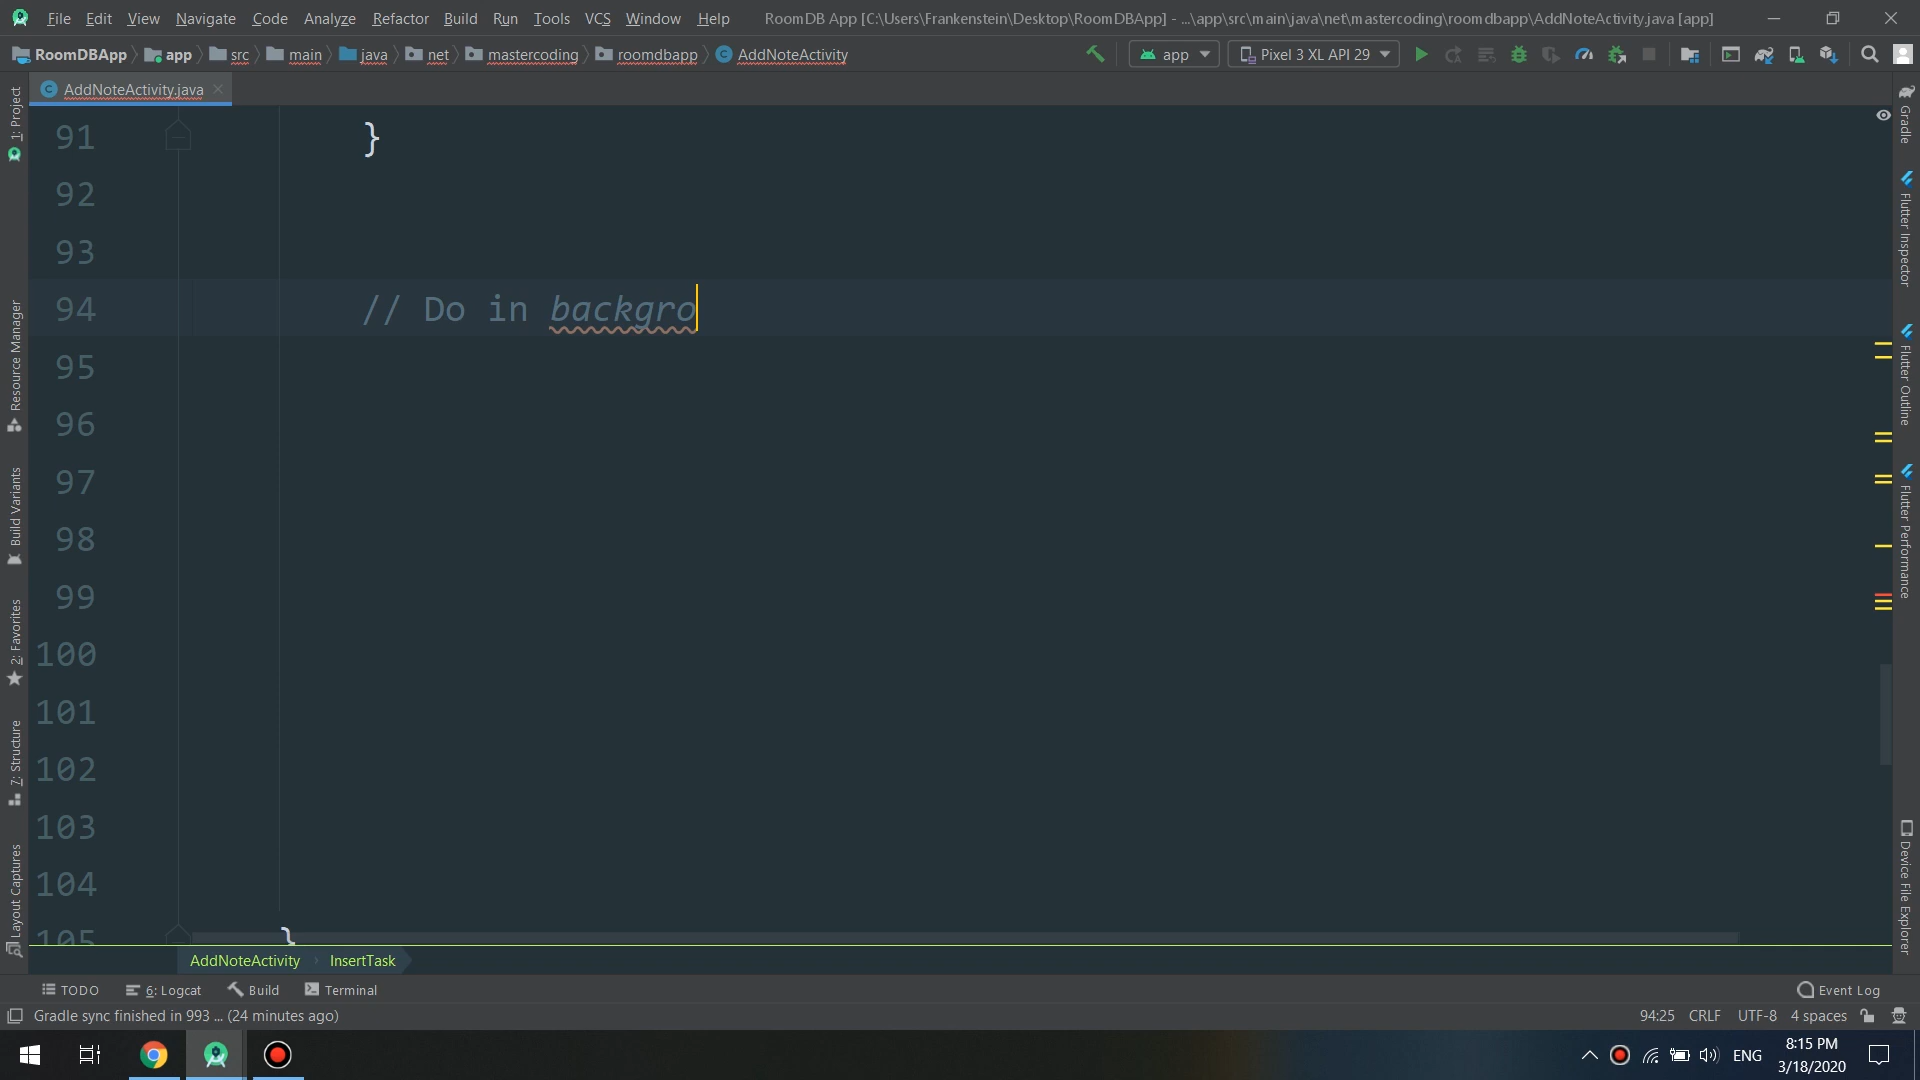 File Edit View Navigate Code Analyze Refactor Build Run Tools VCS Window Help RoomDB App [C:\Users\Frankenstein\Desktop\RoomDBApp] - ...\app\src\main\java\net\mastercoding\roomdbapp\AddNoteActivity.java [app]
RoomDBApp app src main java net mastercoding roomdbapp AddNoteActivity app Pixel 3 XL API 29
AddNoteActivity.java
1: Project
Resource Manager
Build Variants
2: Favorites
7: Structure
Layout Captures
91 }
92
93
94 // Do in backgro
95
96
97
98
99
100
101
102
103
104
105 }
Gradle
Flutter Inspector
Flutter Outline
Flutter Performance
Device File Explorer
AddNoteActivity InsertTask
TODO 6: Logcat Build Terminal Event Log
Gradle sync finished in 993 ... (24 minutes ago) 94:25 CRLF UTF-8 4 spaces
ENG 8:15 PM
3/18/2020